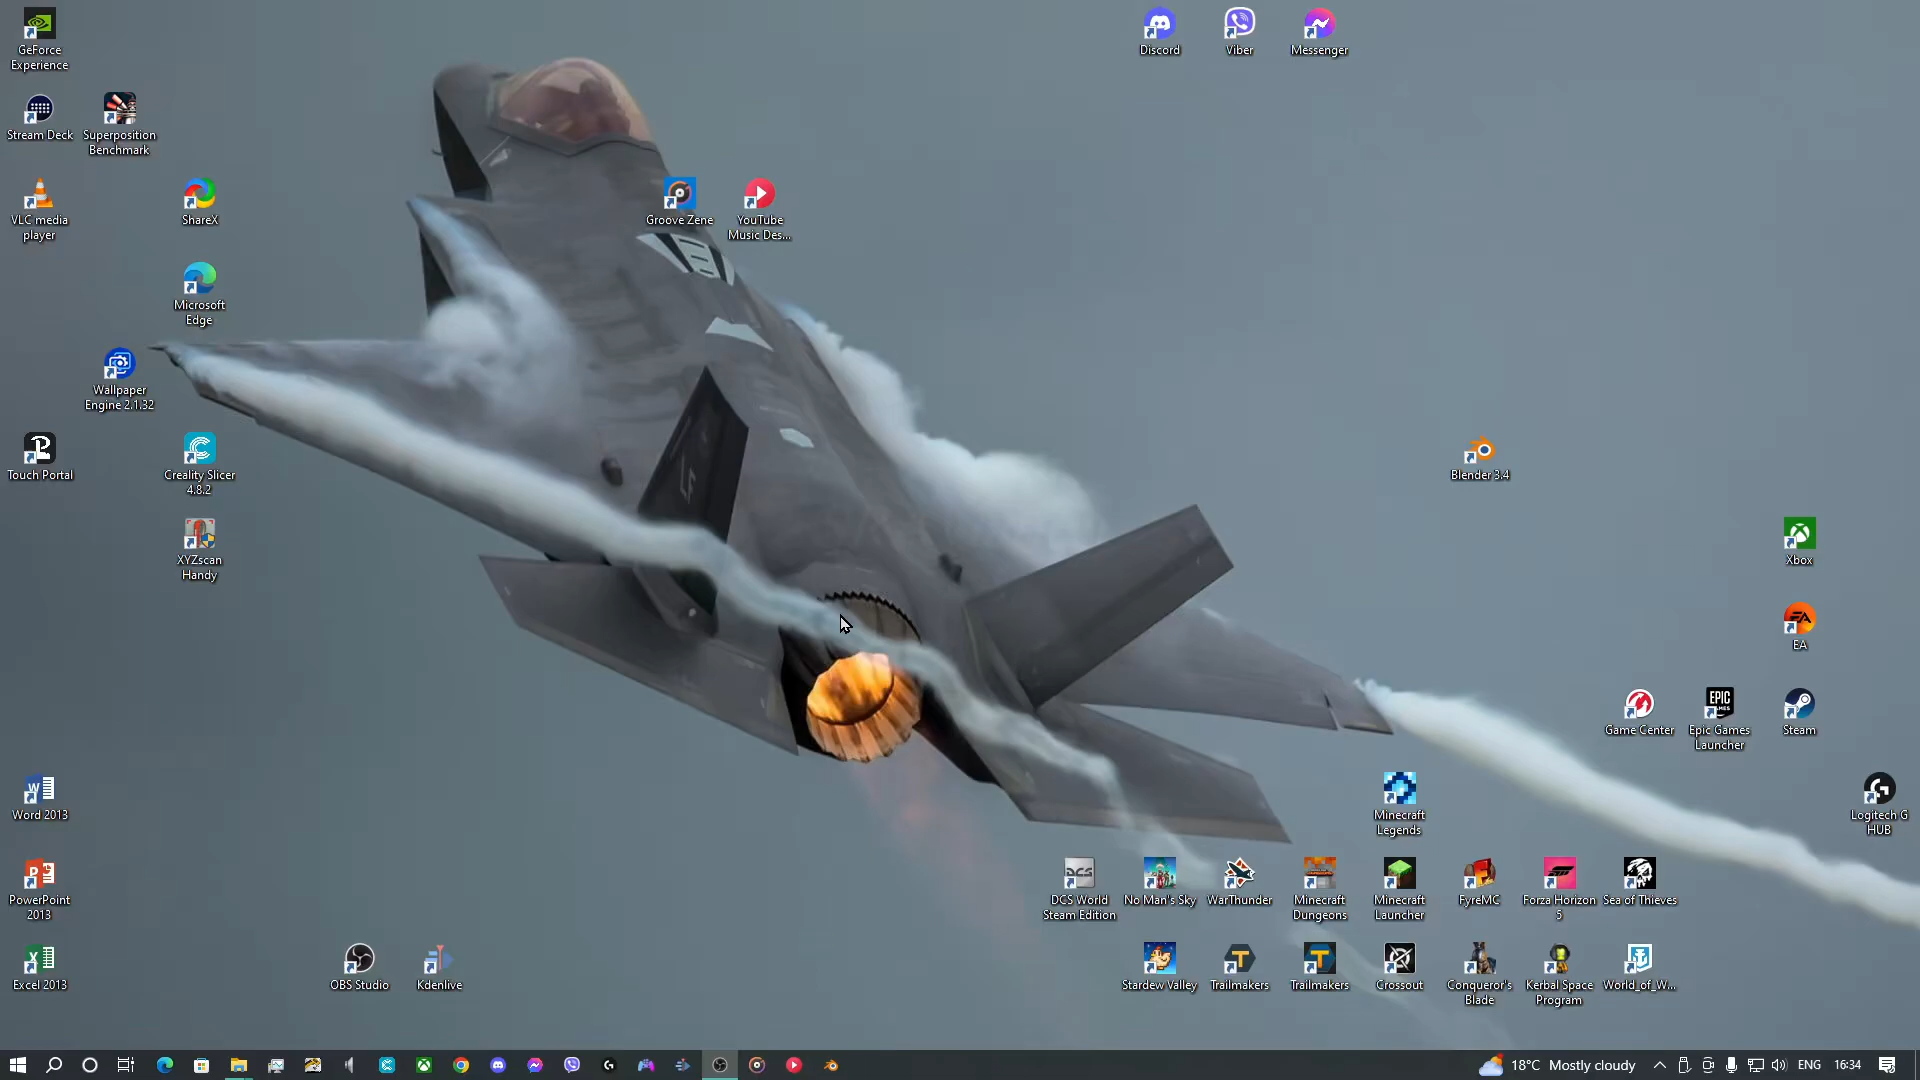 GeForce
Experience
Discord
Viber
Messenger
Stream Deck
Superposition
Benchmark
VLC media
player
ShareX
Groove Zene
YouTube
Music Des...
Microsoft
Edge
Wallpaper
Engine 2.1.32
Touch Portal
Creality Slicer
4.8.2
LF
Blender 3.4
XYZscan
Handy
Xbox
EA
Game Center
EPIC
GAMES
Epic Games
Launcher
Steam
Word 2013
Minecraft
Legends
Logitech G
HUB
PowerPoint
2013
DCS
DCS World
Steam Edition
No Man's Sky
WarThunder
Minecraft
Dungeons
Minecraft
Launcher
FyreMC
Forza Horizon
5
Sea of Thieves
Excel 2013
OBS Studio
Kdenlive
Stardew Valley
Trailmakers
Trailmakers
Crossout
Conqueror's
Blade
Kerbal Space
Program
World_of_W...
18°C Mostly cloudy
ENG
16:34